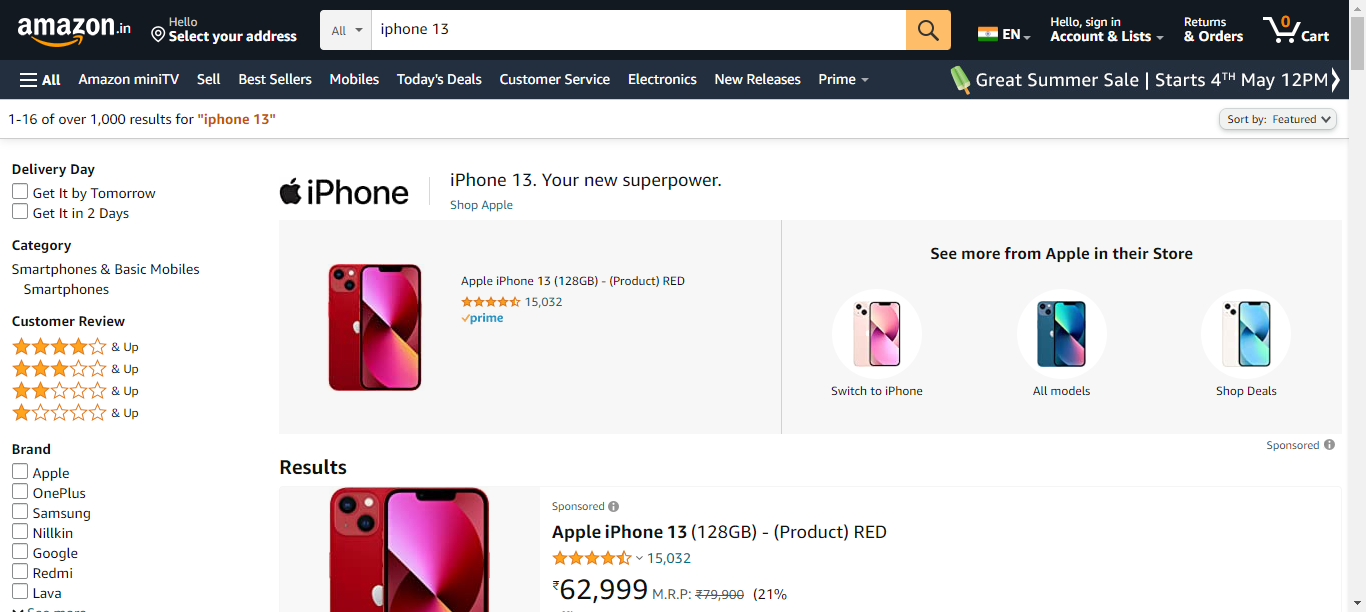 amazon.in
Hello
Select your address
All
iphone 13
EN
Hello, sign in
Account & Lists
Returns
& Orders
0
Cart
All
Amazon miniTV
Sell
Best Sellers
Mobiles
Today's Deals
Customer Service
Electronics
New Releases
Prime
Great Summer Sale | Starts 4TH May 12PM
1-16 of over 1,000 results for "iphone 13"
Sort by: Featured
Delivery Day
Get It by Tomorrow
Get It in 2 Days
Category
Smartphones & Basic Mobiles
Smartphones
Customer Review
& Up
& Up
& Up
& Up
Brand
Apple
OnePlus
Samsung
Nillkin
Google
Redmi
Lava
See more
iPhone
iPhone 13. Your new superpower.
Shop Apple
Apple iPhone 13 (128GB) - (Product) RED
15,032
prime
See more from Apple in their Store
Switch to iPhone
All models
Shop Deals
Sponsored
Results
Sponsored
Apple iPhone 13 (128GB) - (Product) RED
15,032
₹62,999 M.R.P: ₹79,900 (21%